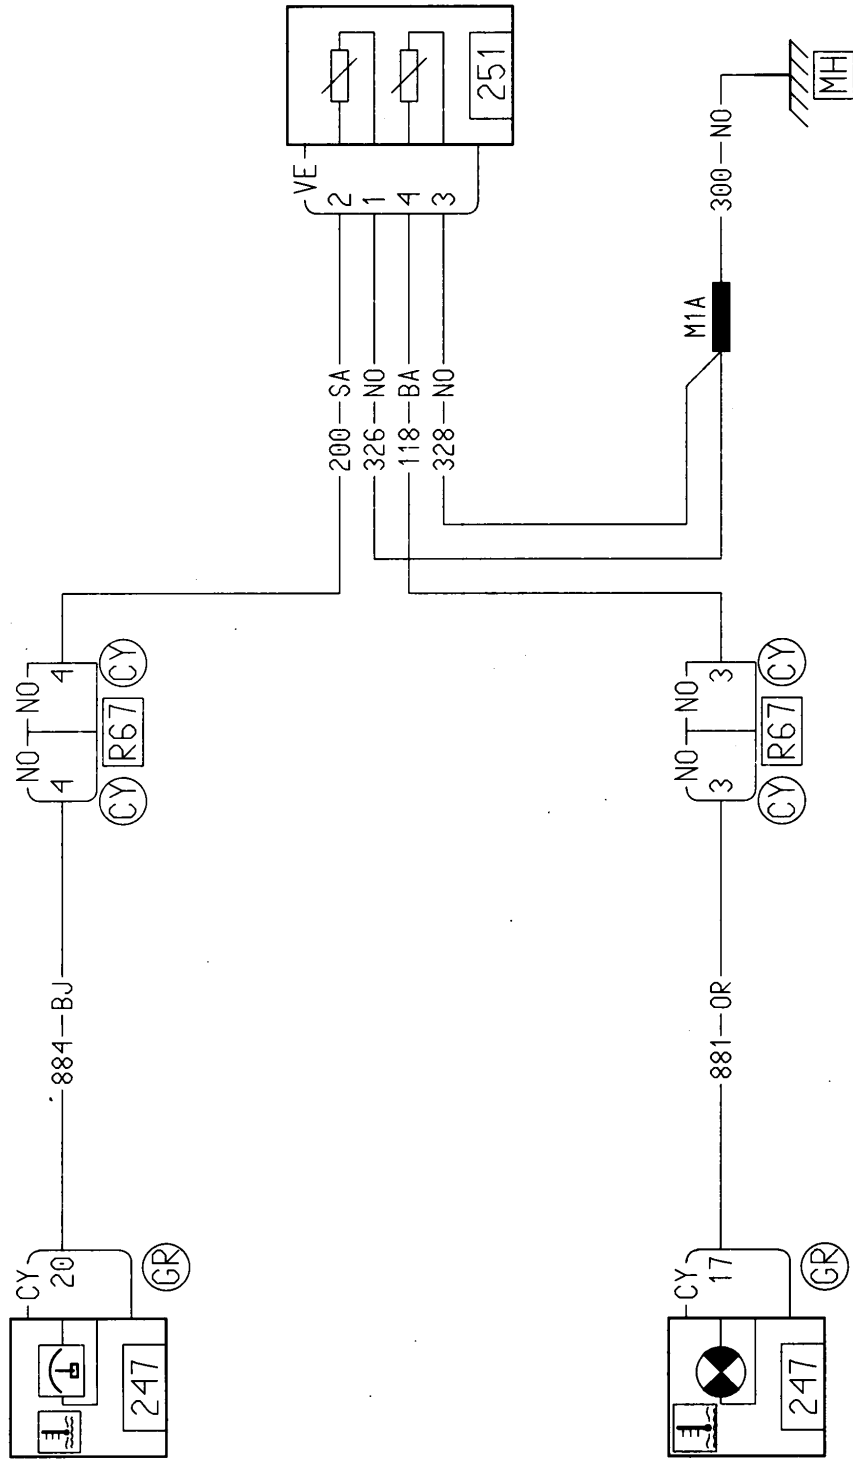 251
VE
2
1
4
3
200 SA
326 NO
118 BA
328 NO
300 NO
MH
M1A
NO NO
4 4
CY R67 CY
NO NO
3 3
CY R67 CY
884 BJ
881 OR
CY
20
GR
247
CY
17
GR
247